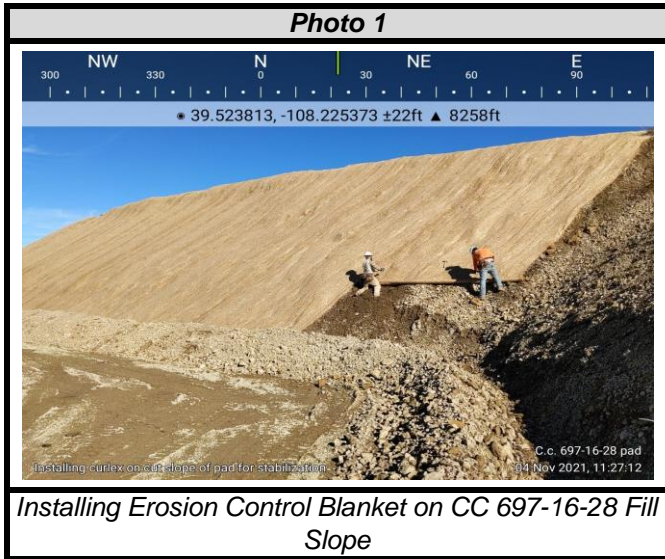 Photo 1
NW N NE E
300 330 0 30 60 90
39.523813, -108.225373 ±22ft ▲ 8258ft
Installing curlex on cut slope of pad for stabilization
C.c. 697-16-28 pad
04 Nov 2021, 11:27:12
Installing Erosion Control Blanket on CC 697-16-28 Fill
Slope